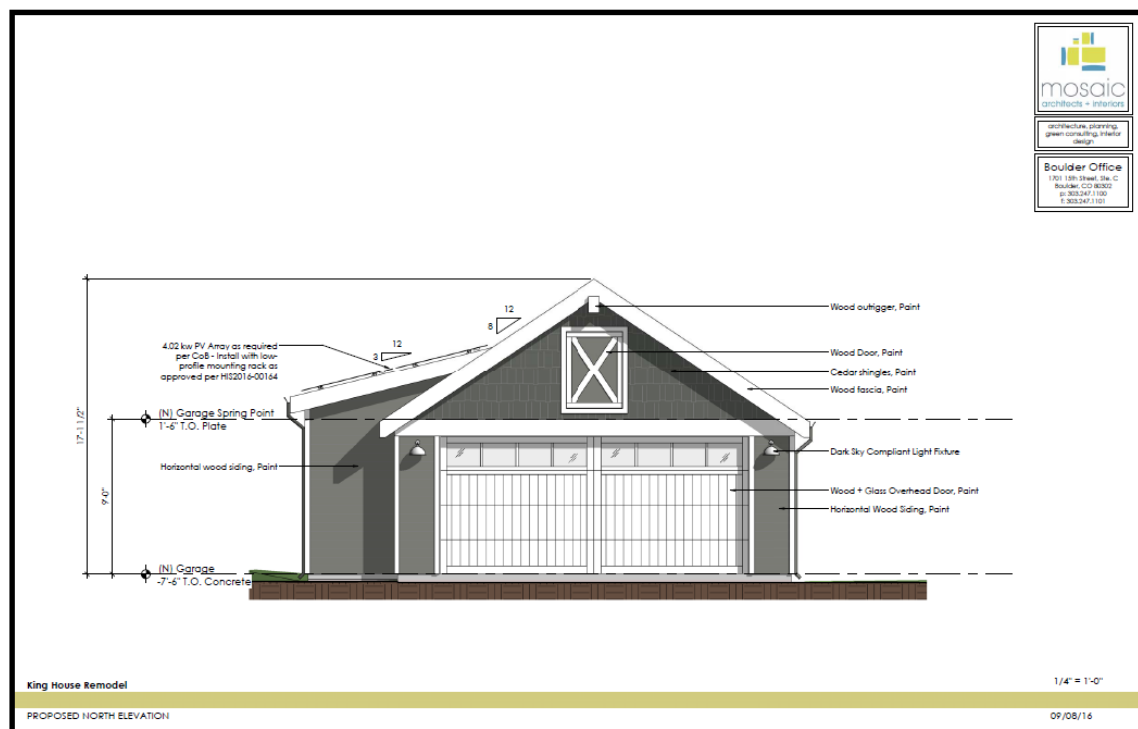 mosaic
architects + interiors
architecture, planning,
green consulting, interior
design
Boulder Office
1701 15th Street, Ste. C
Boulder, CO 80302
p: 303.247.1100
f: 303.247.1101
12
8
12
3
4.02 kw PV Array as required
per CoB - Install with low-
profile mounting rack as
approved per HIS2016-00164
Wood outrigger, Paint
Wood Door, Paint
Cedar shingles, Paint
Wood fascia, Paint
17'-1 1/2"
(N) Garage Spring Point
1'-6" T.O. Plate
Horizontal wood siding, Paint
Dark Sky Compliant Light Fixture
9'-0"
Wood + Glass Overhead Door, Paint
Horizontal Wood Siding, Paint
(N) Garage
-7'-6" T.O. Concrete
King House Remodel
1/4" = 1'-0"
PROPOSED NORTH ELEVATION
09/08/16